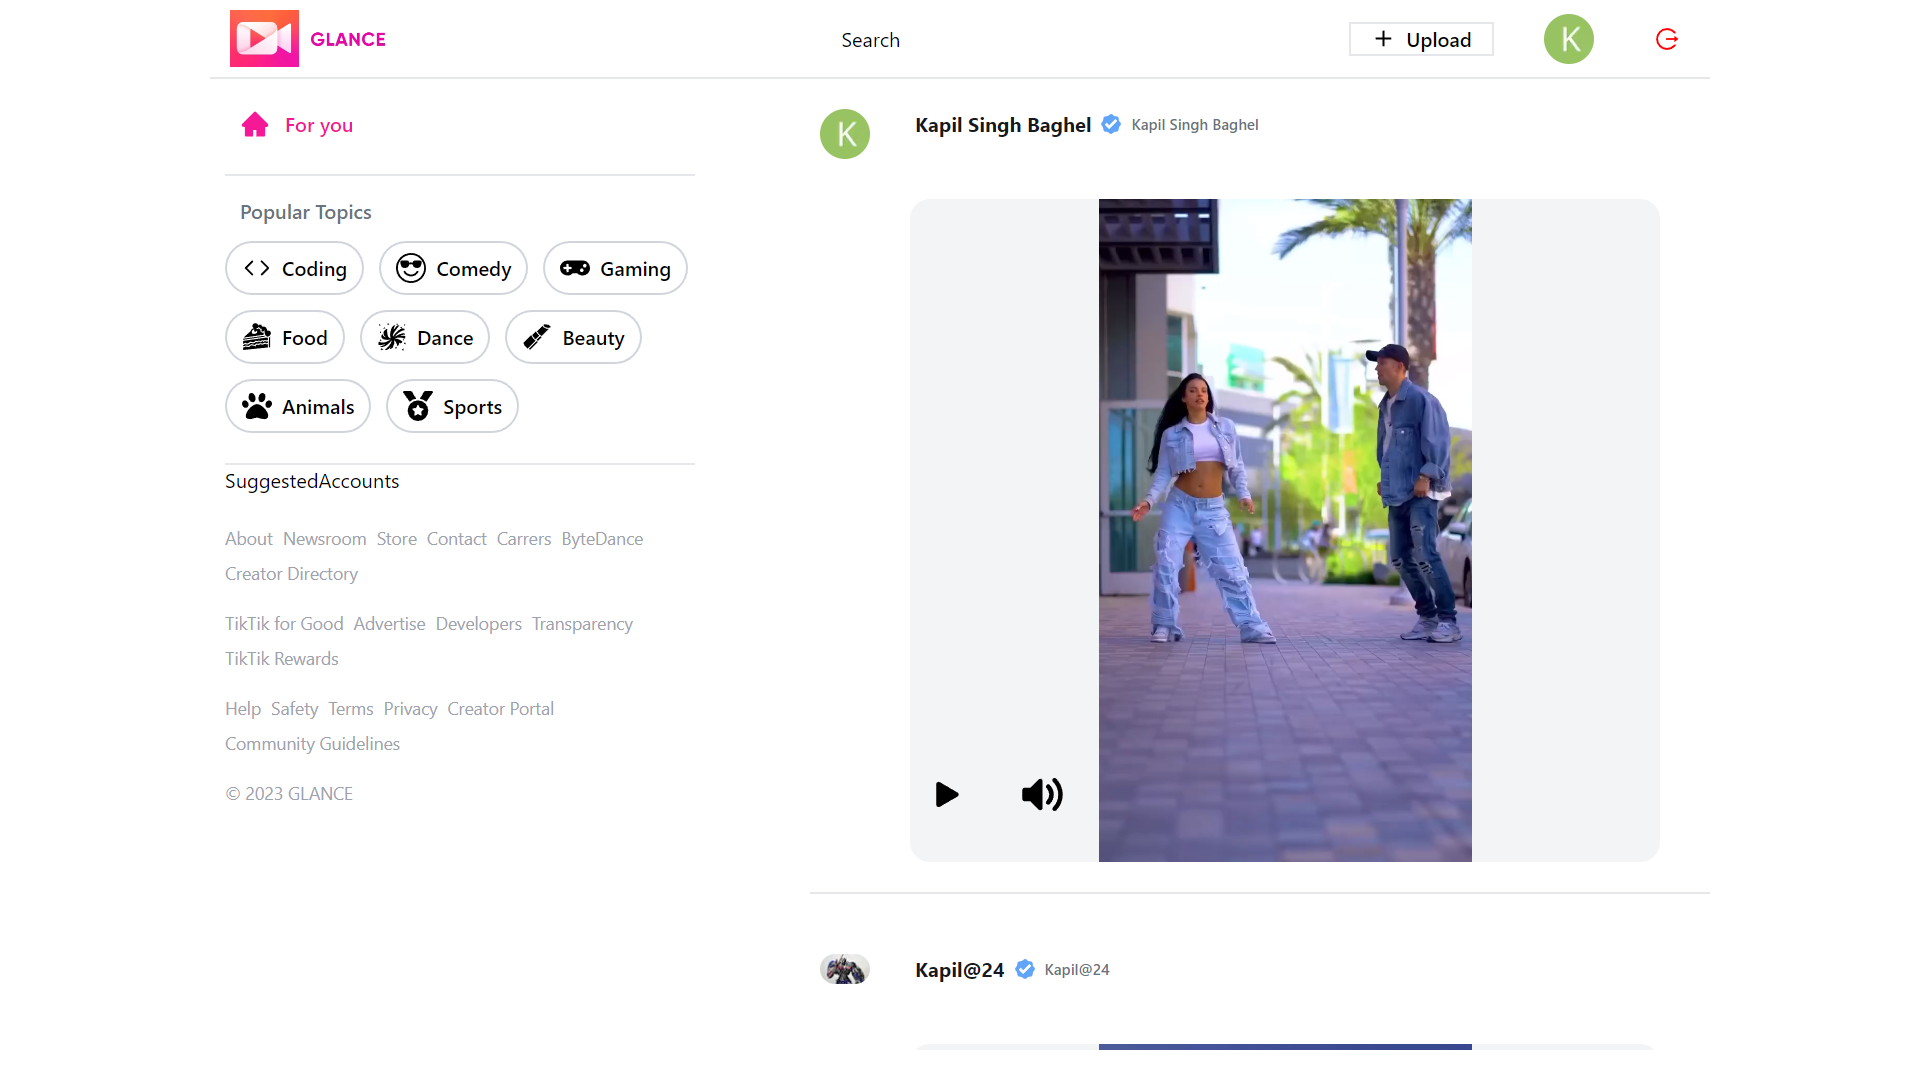 GLANCE
Search
Upload
K
For you
Popular Topics
Coding
Comedy
Gaming
Food
Dance
Beauty
Animals
Sports
SuggestedAccounts
About Newsroom Store Contact Carrers ByteDance
Creator Directory
TikTik for Good Advertise Developers Transparency
TikTik Rewards
Help Safety Terms Privacy Creator Portal
Community Guidelines
© 2023 GLANCE
K
Kapil Singh Baghel Kapil Singh Baghel
Kapil@24 Kapil@24